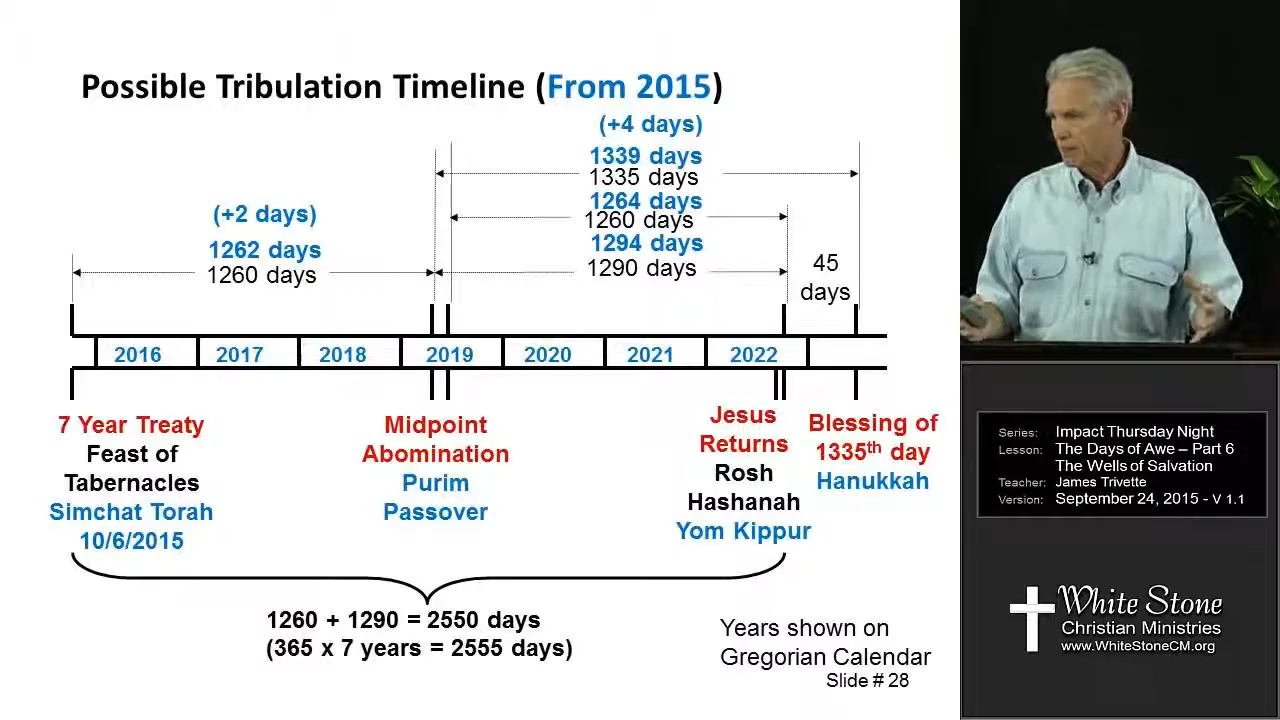 Possible Tribulation Timeline (From 2015)
(+4 days)
1339 days
1335 days
1264 days
1260 days
1294 days
1290 days
(+2 days)
1262 days
1260 days
45
days
2016 2017 2018 2019 2020 2021 2022
7 Year Treaty
Feast of
Tabernacles
Simchat Torah
10/6/2015
Midpoint
Abomination
Purim
Passover
Jesus
Returns
Rosh
Hashanah
Yom Kippur
Blessing of
1335th day
Hanukkah
1260 + 1290 = 2550 days
(365 x 7 years = 2555 days)
Years shown on
Gregorian Calendar
Slide # 28
Series: Impact Thursday Night
Lesson: The Days of Awe – Part 6
The Wells of Salvation
Teacher: James Trivette
Version: September 24, 2015 - V 1.1
White Stone
Christian Ministries
www.WhiteStoneCM.org